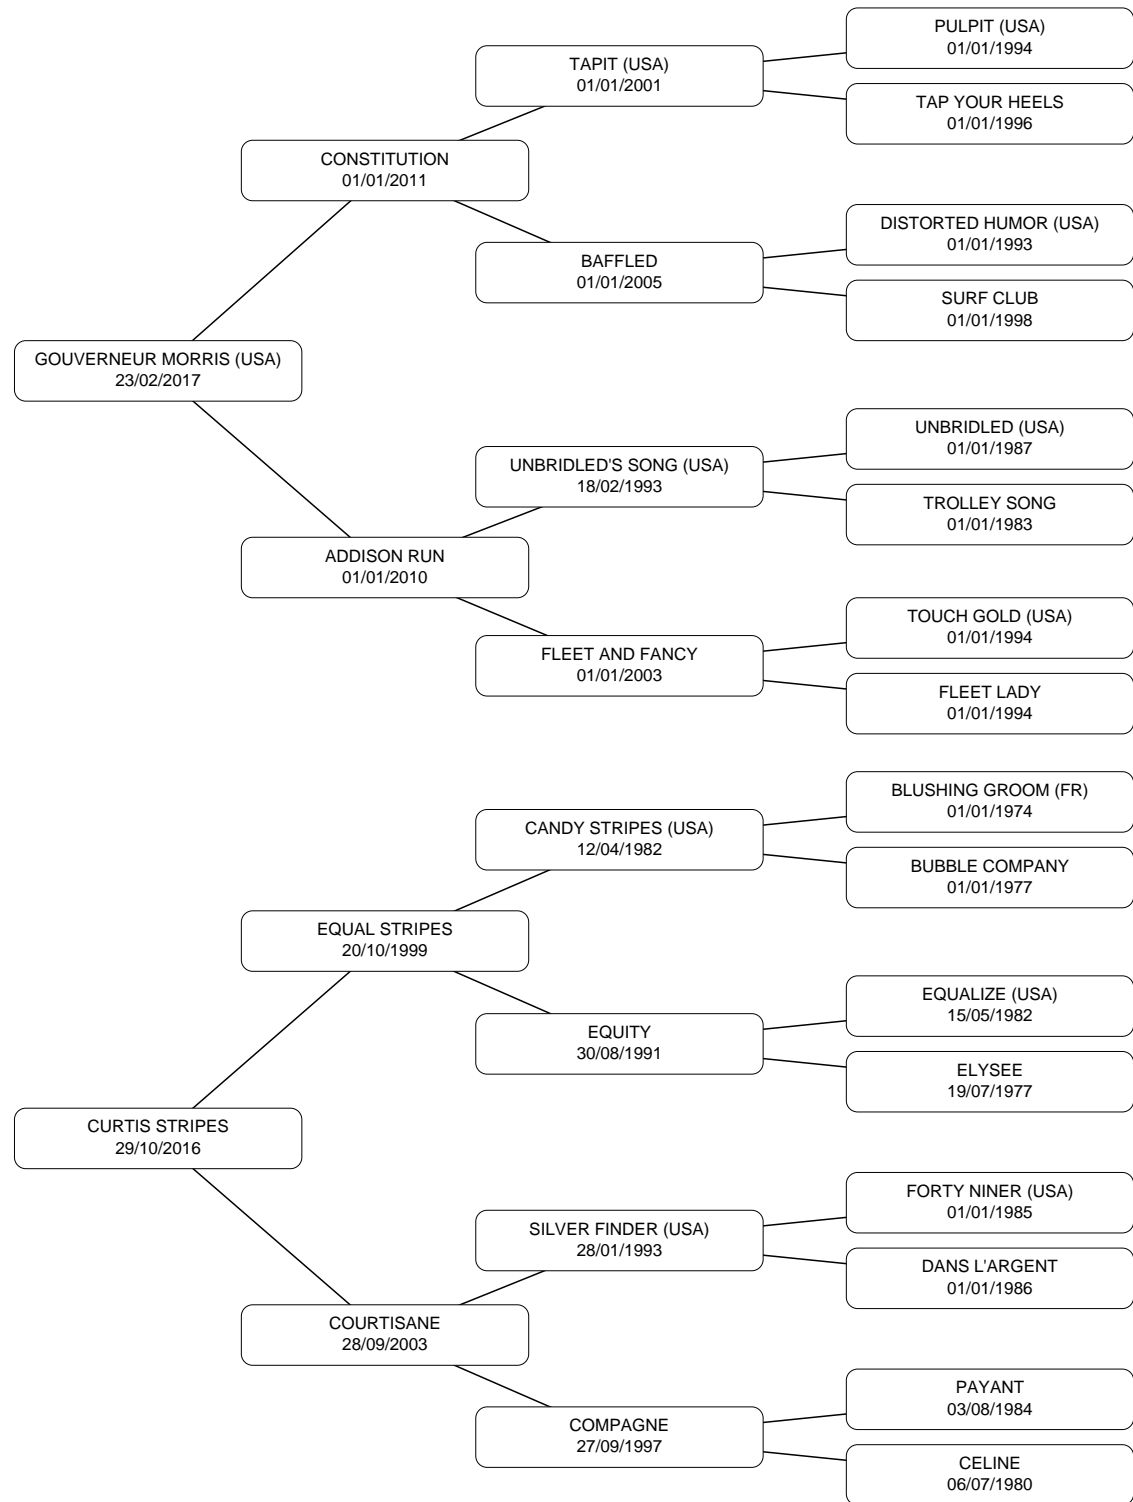 PULPIT (USA)
01/01/1994
TAPIT (USA)
01/01/2001
TAP YOUR HEELS
01/01/1996
CONSTITUTION
01/01/2011
DISTORTED HUMOR (USA)
01/01/1993
BAFFLED
01/01/2005
SURF CLUB
01/01/1998
GOUVERNEUR MORRIS (USA)
23/02/2017
UNBRIDLED (USA)
01/01/1987
UNBRIDLED'S SONG (USA)
18/02/1993
TROLLEY SONG
01/01/1983
ADDISON RUN
01/01/2010
TOUCH GOLD (USA)
01/01/1994
FLEET AND FANCY
01/01/2003
FLEET LADY
01/01/1994
BLUSHING GROOM (FR)
01/01/1974
CANDY STRIPES (USA)
12/04/1982
BUBBLE COMPANY
01/01/1977
EQUAL STRIPES
20/10/1999
EQUALIZE (USA)
15/05/1982
EQUITY
30/08/1991
ELYSEE
19/07/1977
CURTIS STRIPES
29/10/2016
FORTY NINER (USA)
01/01/1985
SILVER FINDER (USA)
28/01/1993
DANS L'ARGENT
01/01/1986
COURTISANE
28/09/2003
PAYANT
03/08/1984
COMPAGNE
27/09/1997
CELINE
06/07/1980